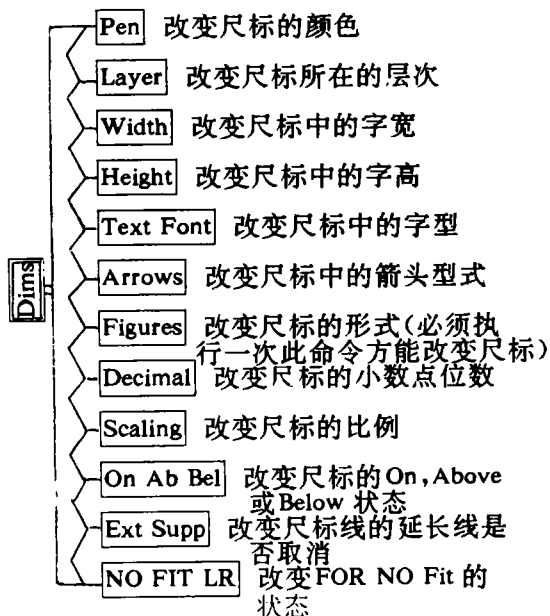 Pen 改变尺标的颜色
Layer 改变尺标所在的层次
Width 改变尺标中的字宽
Height 改变尺标中的字高
Text Font 改变尺标中的字型
Dims
Arrows 改变尺标中的箭头型式
Figures 改变尺标的形式(必须执
行一次此命令方能改变尺标)
Decimal 改变尺标的小数点位数
Scaling 改变尺标的比例
On Ab Bel 改变尺标的On,Above
或Below 状态
Ext Supp 改变尺标线的延长线是
否取消
NO FIT LR 改变FOR NO Fit 的
状态